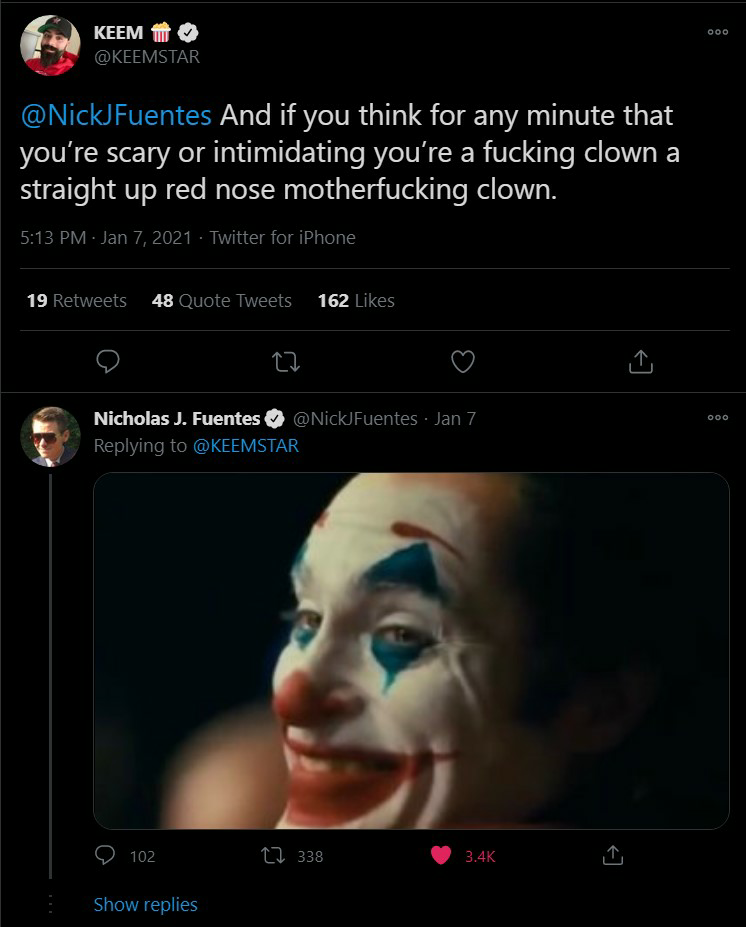 KEEM 🍿
@KEEMSTAR
@NickJFuentes And if you think for any minute that
you’re scary or intimidating you’re a fucking clown a
straight up red nose motherfucking clown.
5:13 PM · Jan 7, 2021 · Twitter for iPhone
19 Retweets 48 Quote Tweets 162 Likes
Nicholas J. Fuentes @NickJFuentes · Jan 7
Replying to @KEEMSTAR
102 338 3.4K
Show replies